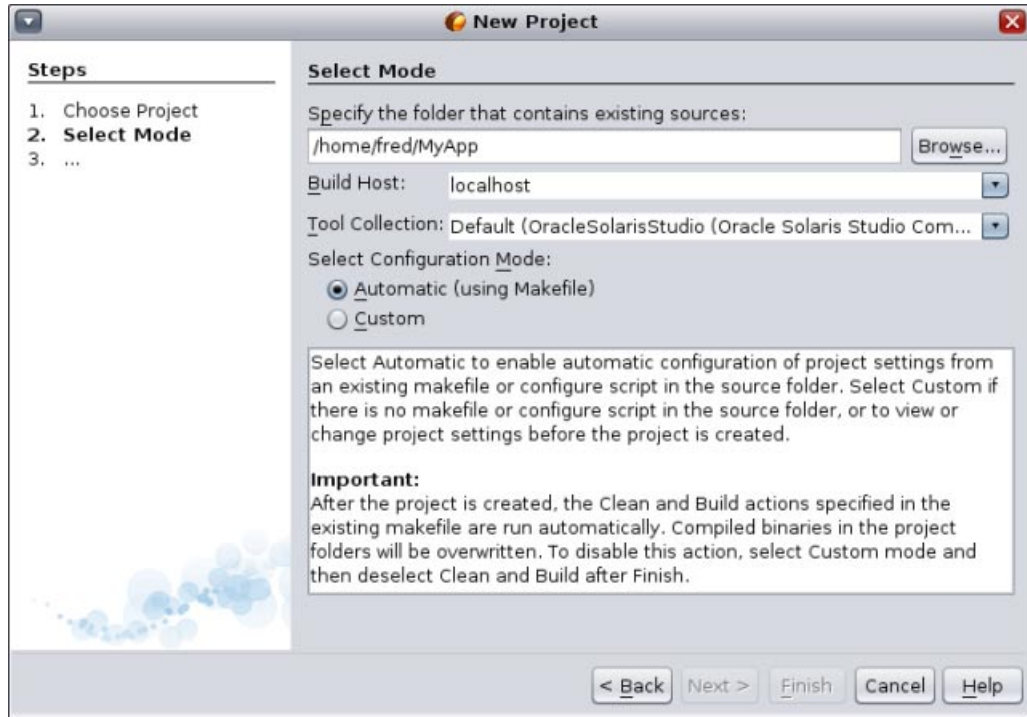 New Project
Steps
1. Choose Project
2. Select Mode
3. ...
Select Mode
Specify the folder that contains existing sources:
/home/fred/MyApp
Browse...
Build Host:
localhost
Tool Collection:
Default (OracleSolarisStudio (Oracle Solaris Studio Com...
Select Configuration Mode:
Automatic (using Makefile)
Custom
Select Automatic to enable automatic configuration of project settings from
an existing makefile or configure script in the source folder. Select Custom if
there is no makefile or configure script in the source folder, or to view or
change project settings before the project is created.
Important:
After the project is created, the Clean and Build actions specified in the
existing makefile are run automatically. Compiled binaries in the project
folders will be overwritten. To disable this action, select Custom mode and
then deselect Clean and Build after Finish.
< Back
Next >
Finish
Cancel
Help